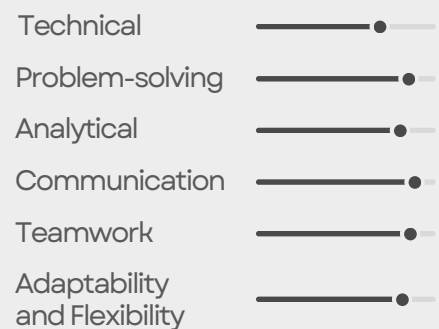 Technical
Problem-solving
Analytical
Communication
Teamwork
Adaptability
and Flexibility